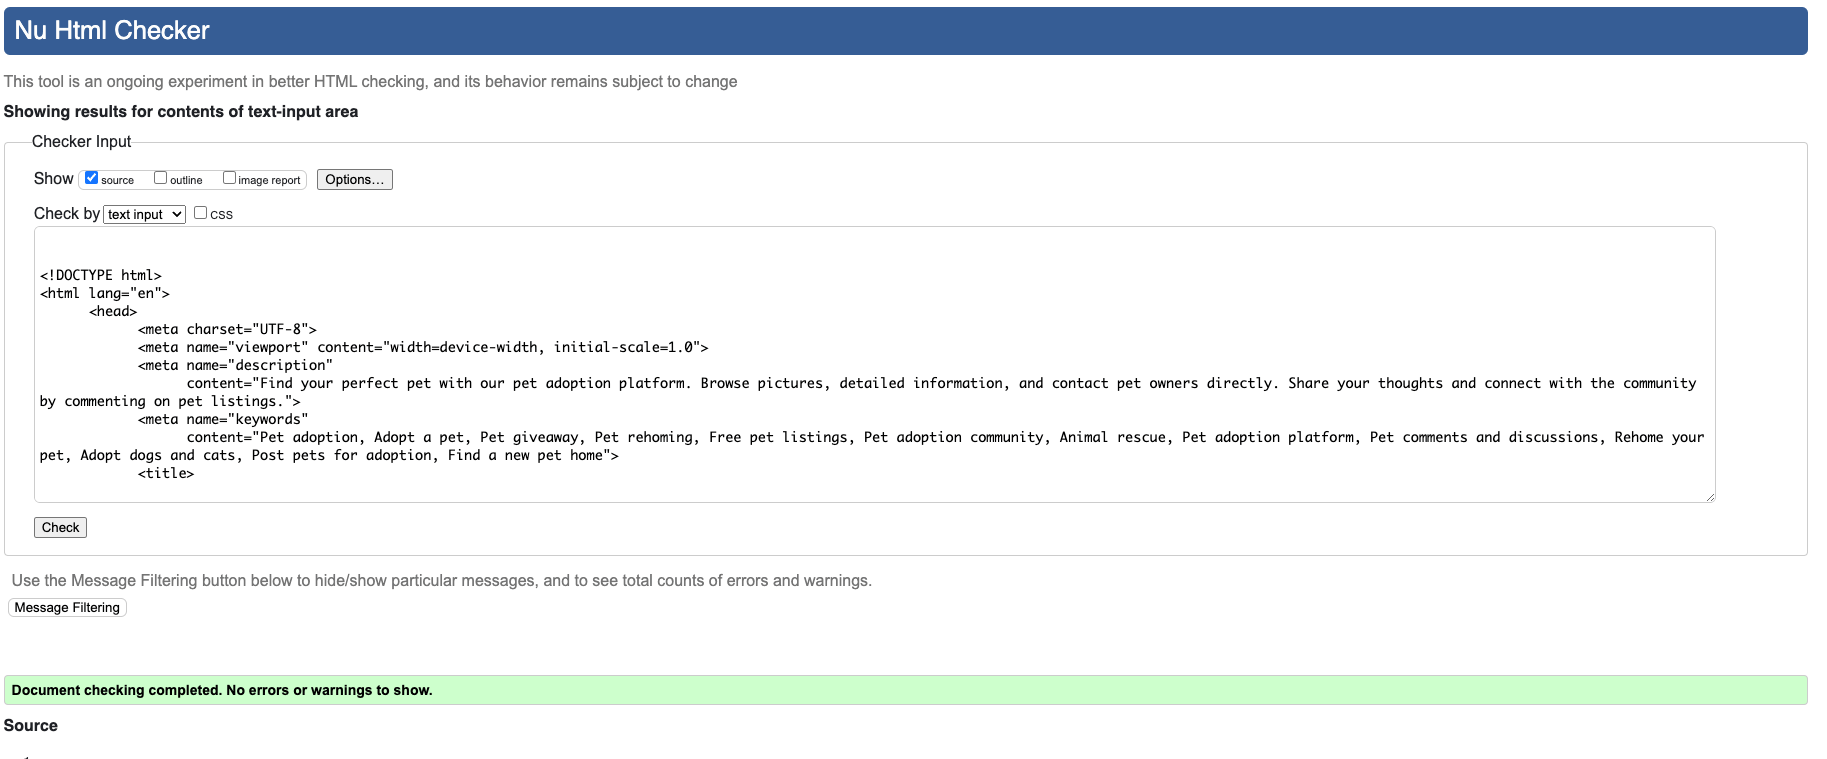 Nu Html Checker
This tool is an ongoing experiment in better HTML checking, and its behavior remains subject to change
Showing results for contents of text-input area
Checker Input
Show source outline image report Options...
Check by text input css
<!DOCTYPE html>
<html lang="en">
<head>
<meta charset="UTF-8">
<meta name="viewport" content="width=device-width, initial-scale=1.0">
<meta name="description"
content="Find your perfect pet with our pet adoption platform. Browse pictures, detailed information, and contact pet owners directly. Share your thoughts and connect with the community
by commenting on pet listings.">
<meta name="keywords"
content="Pet adoption, Adopt a pet, Pet giveaway, Pet rehoming, Free pet listings, Pet adoption community, Animal rescue, Pet adoption platform, Pet comments and discussions, Rehome your
pet, Adopt dogs and cats, Post pets for adoption, Find a new pet home">
<title>
Check
Use the Message Filtering button below to hide/show particular messages, and to see total counts of errors and warnings.
Message Filtering
Document checking completed. No errors or warnings to show.
Source